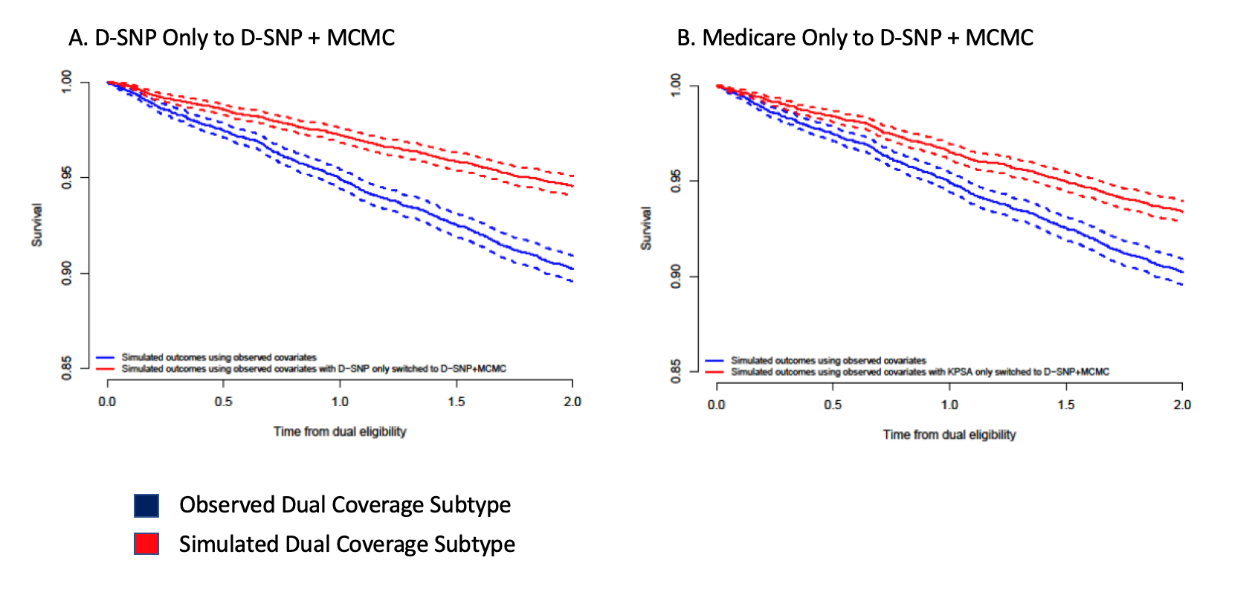 A. D-SNP Only to D-SNP + MCMC
1.00
0.95
0.90
0.85
Survival
Simulated outcomes using observed covariates
Simulated outcomes using observed covariates with D−SNP only switched to D−SNP+MCMC
0.0 0.5 1.0 1.5 2.0
Time from dual eligibility
B. Medicare Only to D-SNP + MCMC
1.00
0.95
0.90
0.85
Survival
Simulated outcomes using observed covariates
Simulated outcomes using observed covariates with KPSA only switched to D−SNP+MCMC
0.0 0.5 1.0 1.5 2.0
Time from dual eligibility
Observed Dual Coverage Subtype
Simulated Dual Coverage Subtype